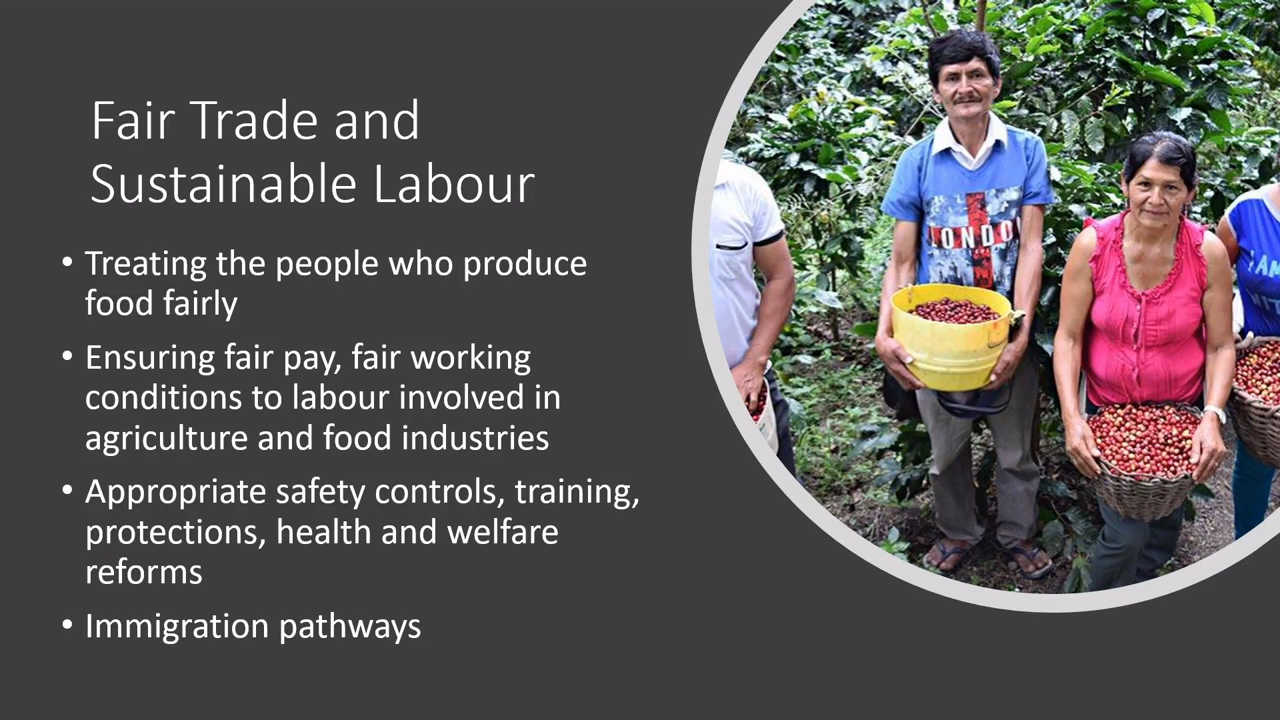 Fair Trade and
Sustainable Labour
• Treating the people who produce
food fairly
• Ensuring fair pay, fair working
conditions to labour involved in
agriculture and food industries
• Appropriate safety controls, training,
protections, health and welfare
reforms
• Immigration pathways
LONDO